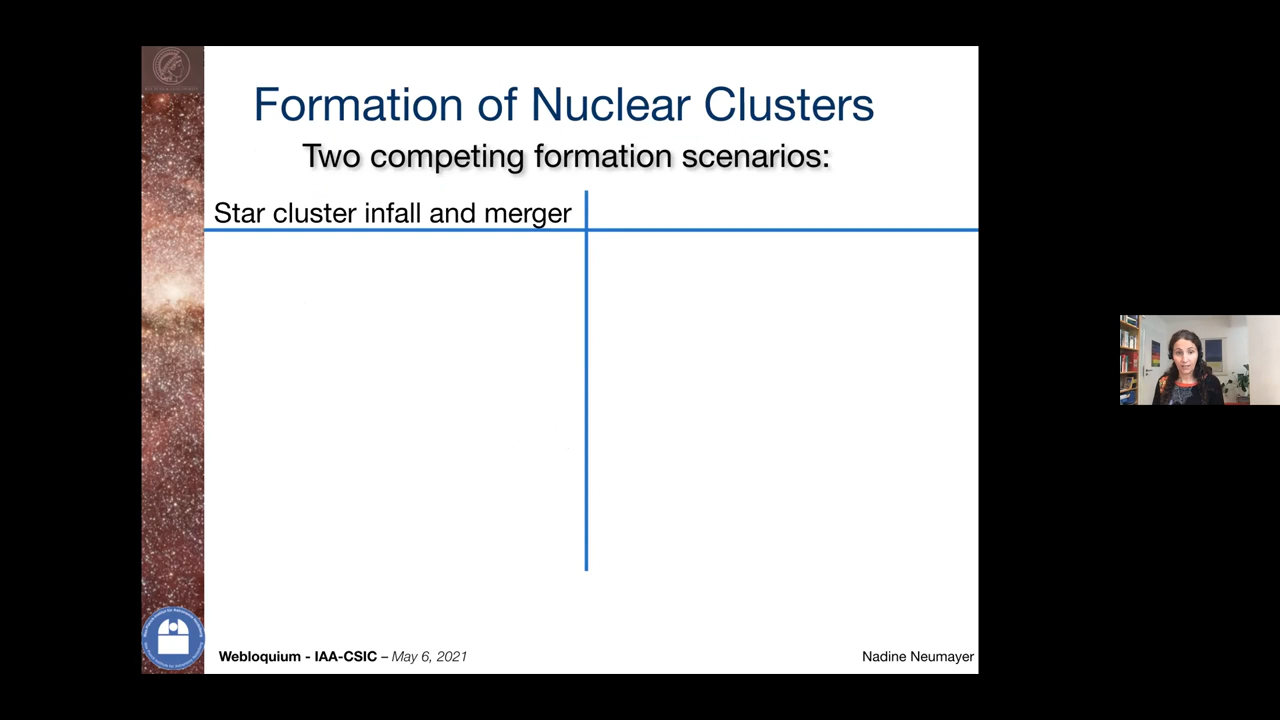 Formation of Nuclear Clusters
Two competing formation scenarios:
Star cluster infall and merger
Webloquium - IAA-CSIC – May 6, 2021
Nadine Neumayer